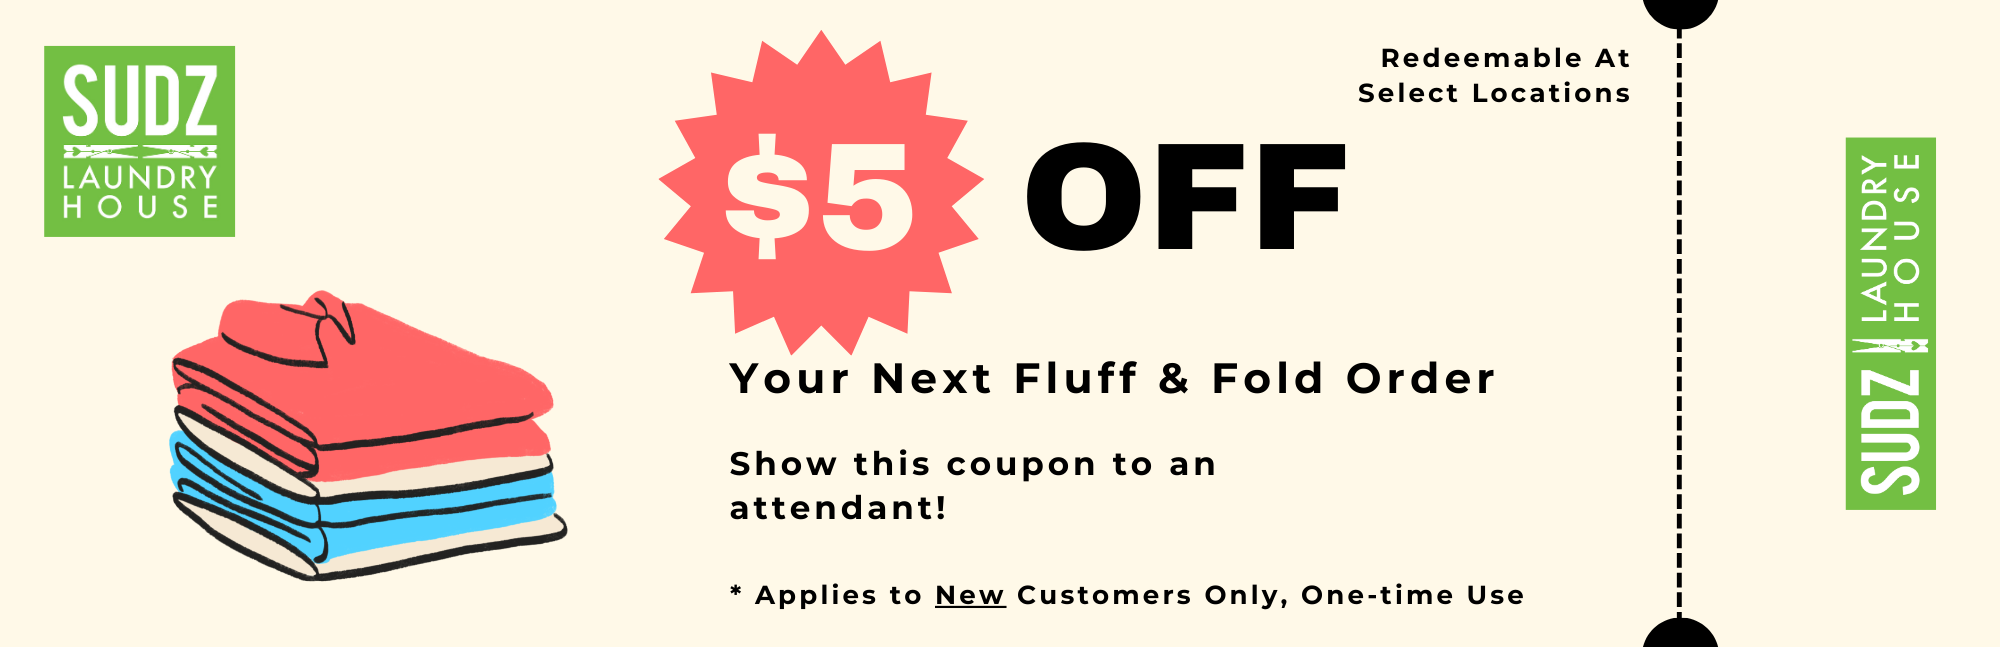 SUDZ
LAUNDRY
HOUSE
Redeemable At
Select Locations
$5 OFF
Your Next Fluff & Fold Order
Show this coupon to an
attendant!
* Applies to New Customers Only, One-time Use
SUDZ LAUNDRY
HOUSE